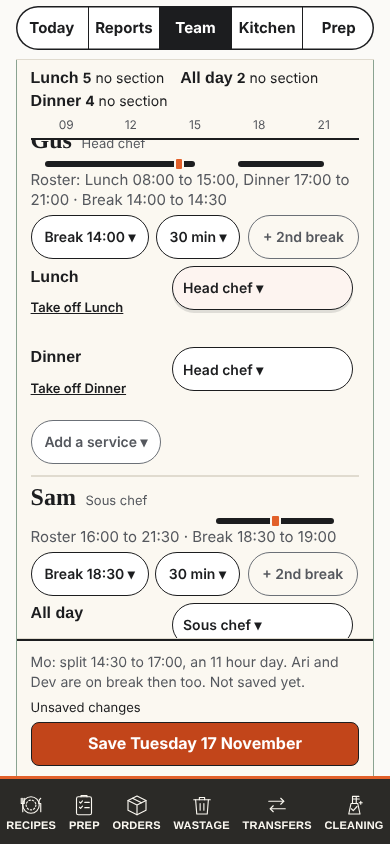 Today Reports Team Kitchen Prep
Lunch 5 no section All day 2 no section
Dinner 4 no section
09 12 15 18 21
Gus Head chef
Roster: Lunch 08:00 to 15:00, Dinner 17:00 to
21:00 · Break 14:00 to 14:30
Break 14:00 ▾ 30 min ▾ + 2nd break
Lunch
Head chef ▾
Take off Lunch
Dinner
Head chef ▾
Take off Dinner
Add a service ▾
Sam Sous chef
Roster 16:00 to 21:30 · Break 18:30 to 19:00
Break 18:30 ▾ 30 min ▾ + 2nd break
All day
Sous chef ▾
Mo: split 14:30 to 17:00, an 11 hour day. Ari and
Dev are on break then too. Not saved yet.
Unsaved changes
Save Tuesday 17 November
RECIPES PREP ORDERS WASTAGE TRANSFERS CLEANING